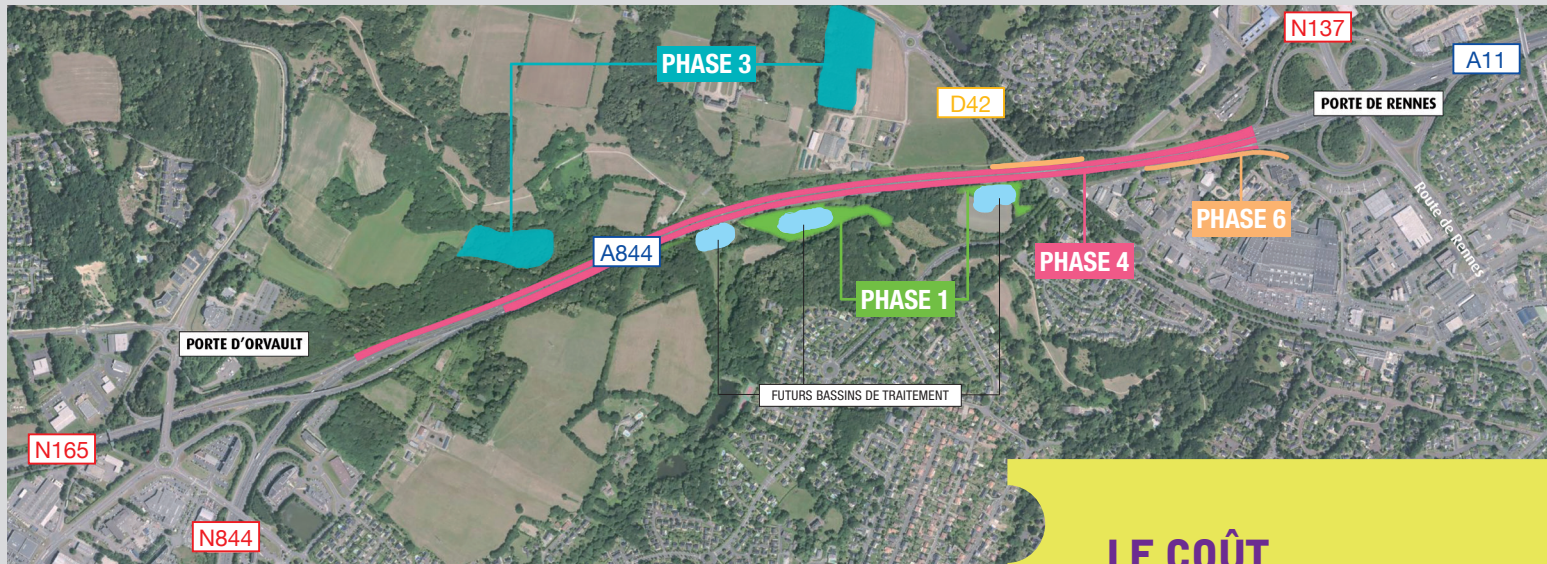 N137
PHASE 3
A11
D42
PORTE DE RENNES
Route de Rennes
PHASE 6
A844
PHASE 4
PHASE 1
PORTE D'ORVAULT
FUTURS BASSINS DE TREATEMENT
N165
N844
LE COÛT